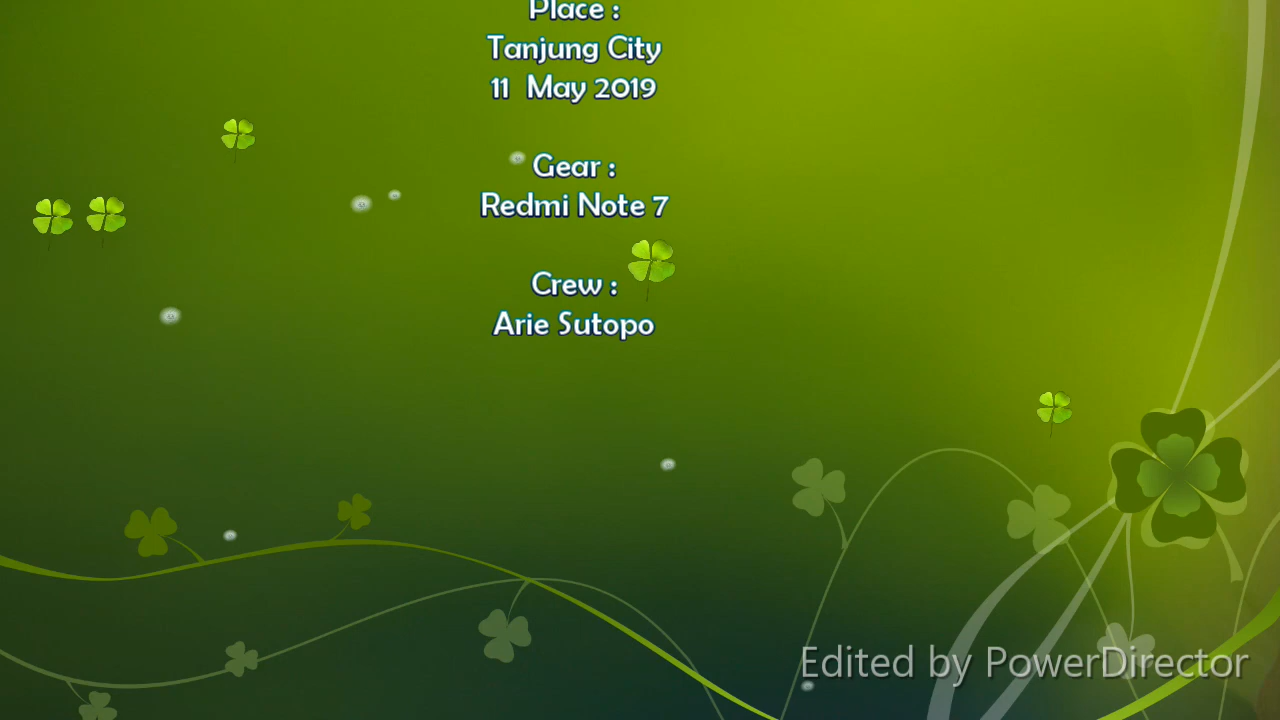 Place :
Tanjung City
11 May 2019
Gear :
Redmi Note 7
Crew :
Arie Sutopo
Edited by PowerDirector